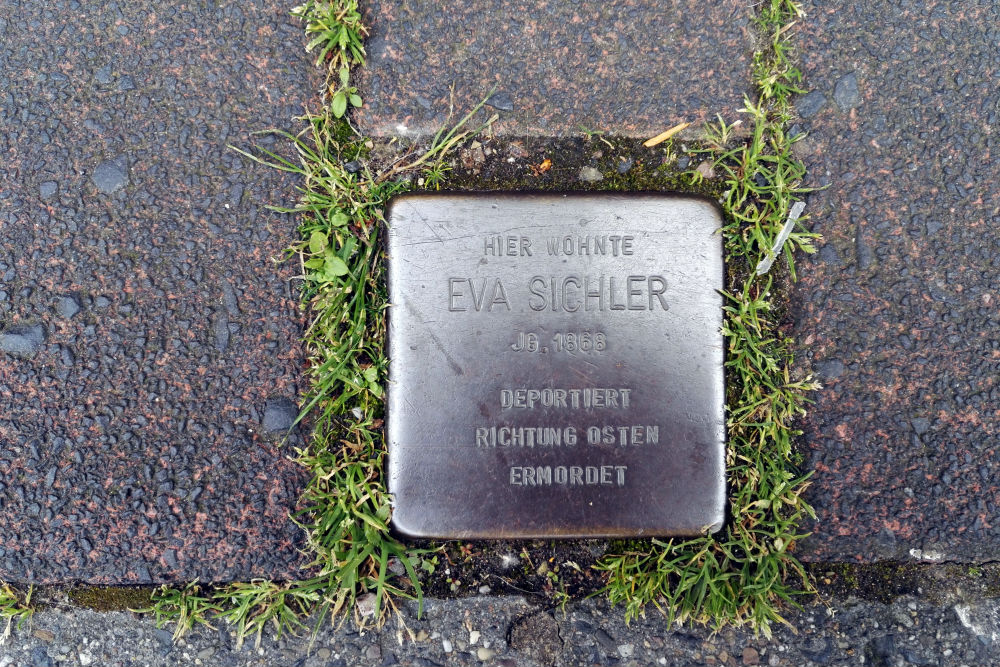 HIER WOHNTE
EVA SICHLER
JG. 1868
DEPORTIERT
RICHTUNG OSTEN
ERMORDET